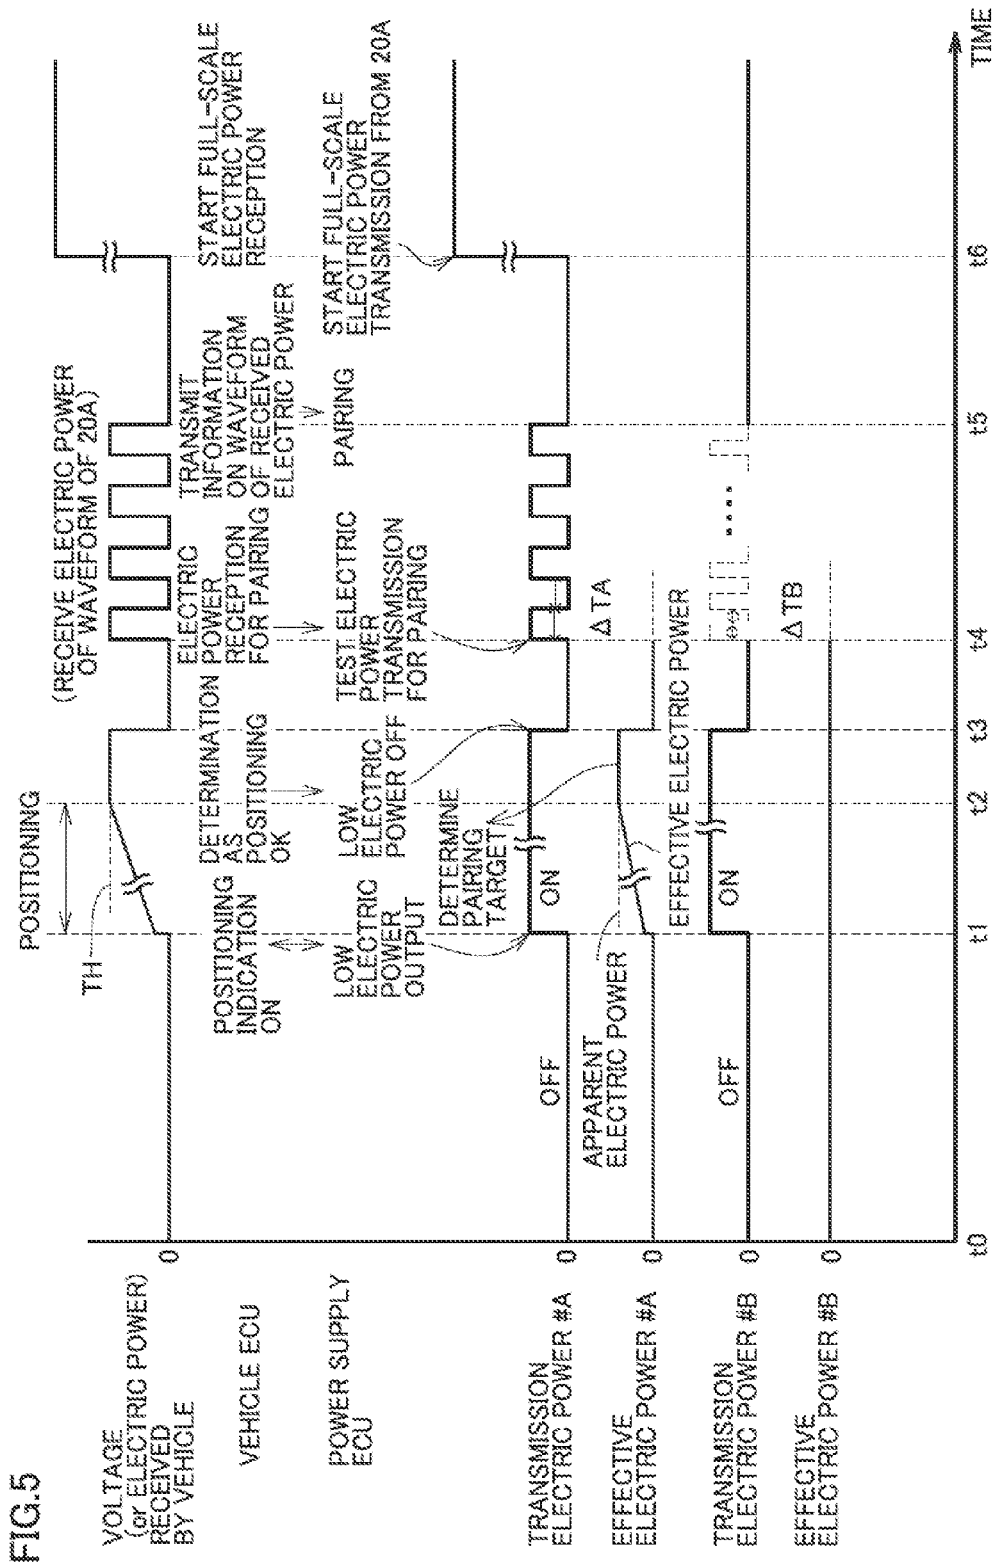 FIG.5
VOLTAGE
(or ELECTRIC POWER)
RECEIVED
BY VEHICLE
0
TH
POSITIONING
(RECEIVE ELECTRIC POWER
OF WAVEFORM OF 20A)
VEHICLE ECU
POSITIONING
INDICATION
ON
DETERMINATION
AS
POSITIONING
OK
ELECTRIC
POWER
RECEPTION
FOR PAIRING
TRANSMIT
INFORMATION
ON WAVEFORM
OF RECEIVED
ELECTRIC POWER
START FULL-SCALE
ELECTRIC POWER
RECEPTION
POWER SUPPLY
ECU
LOW
ELECTRIC
POWER
OUTPUT
LOW
ELECTRIC
POWER OFF
TEST ELECTRIC
POWER
TRANSMISSION
FOR PAIRING
PAIRING
START FULL-SCALE
ELECTRIC POWER
TRANSMISSION FROM 20A
DETERMINE
PAIRING
TARGET
TRANSMISSION
ELECTRIC POWER #A
0
OFF
ON
ΔTA
EFFECTIVE
ELECTRIC POWER #A
0
APPARENT
ELECTRIC POWER
EFFECTIVE ELECTRIC POWER
TRANSMISSION
ELECTRIC POWER #B
0
OFF
ON
ΔTB
EFFECTIVE
ELECTRIC POWER #B
0
t0
t1
t2
t3
t4
t5
t6
TIME